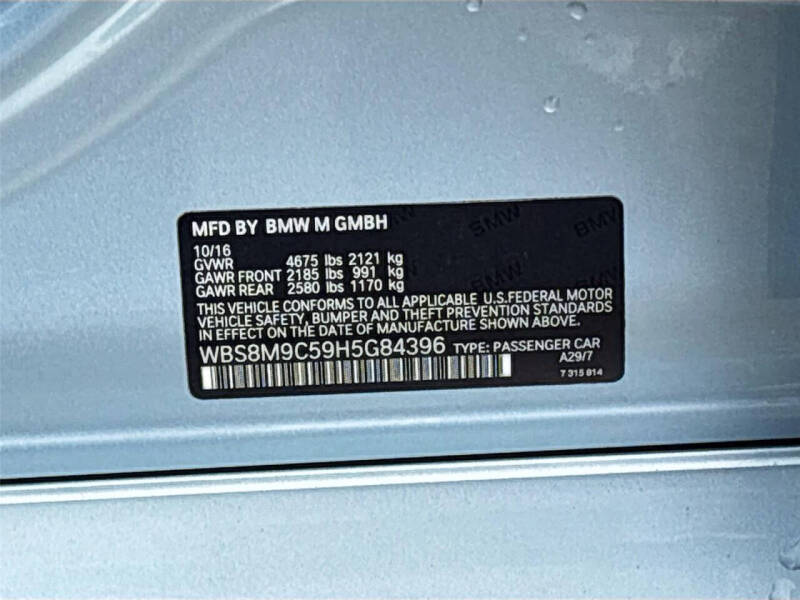 MFD BY BMW M GMBH
10/16
GVWR 4675 lbs 2121 kg
GAWR FRONT 2185 lbs 991 kg
GAWR REAR 2580 lbs 1170 kg
THIS VEHICLE CONFORMS TO ALL APPLICABLE U.S.FEDERAL MOTOR
VEHICLE SAFETY, BUMPER AND THEFT PREVENTION STANDARDS
IN EFFECT ON THE DATE OF MANUFACTURE SHOWN ABOVE.
WBS8M9C59H5G84396 TYPE: PASSENGER CAR
A29/7
7 315 814
BMW
BMW